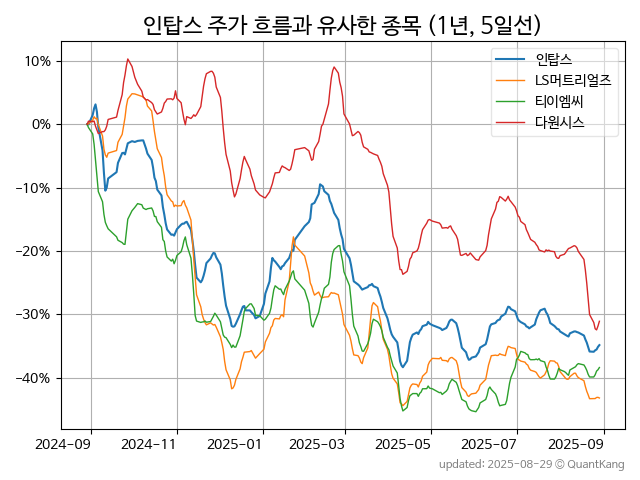 인탑스 주가 흐름과 유사한 종목 (1년, 5일선)
인탑스
LS머트리얼즈
티이엠씨
다원시스
10%
0%
−10%
−20%
−30%
−40%
2024-09 2024-11 2025-01 2025-03 2025-05 2025-07 2025-09
updated: 2025-08-29 © QuantKang